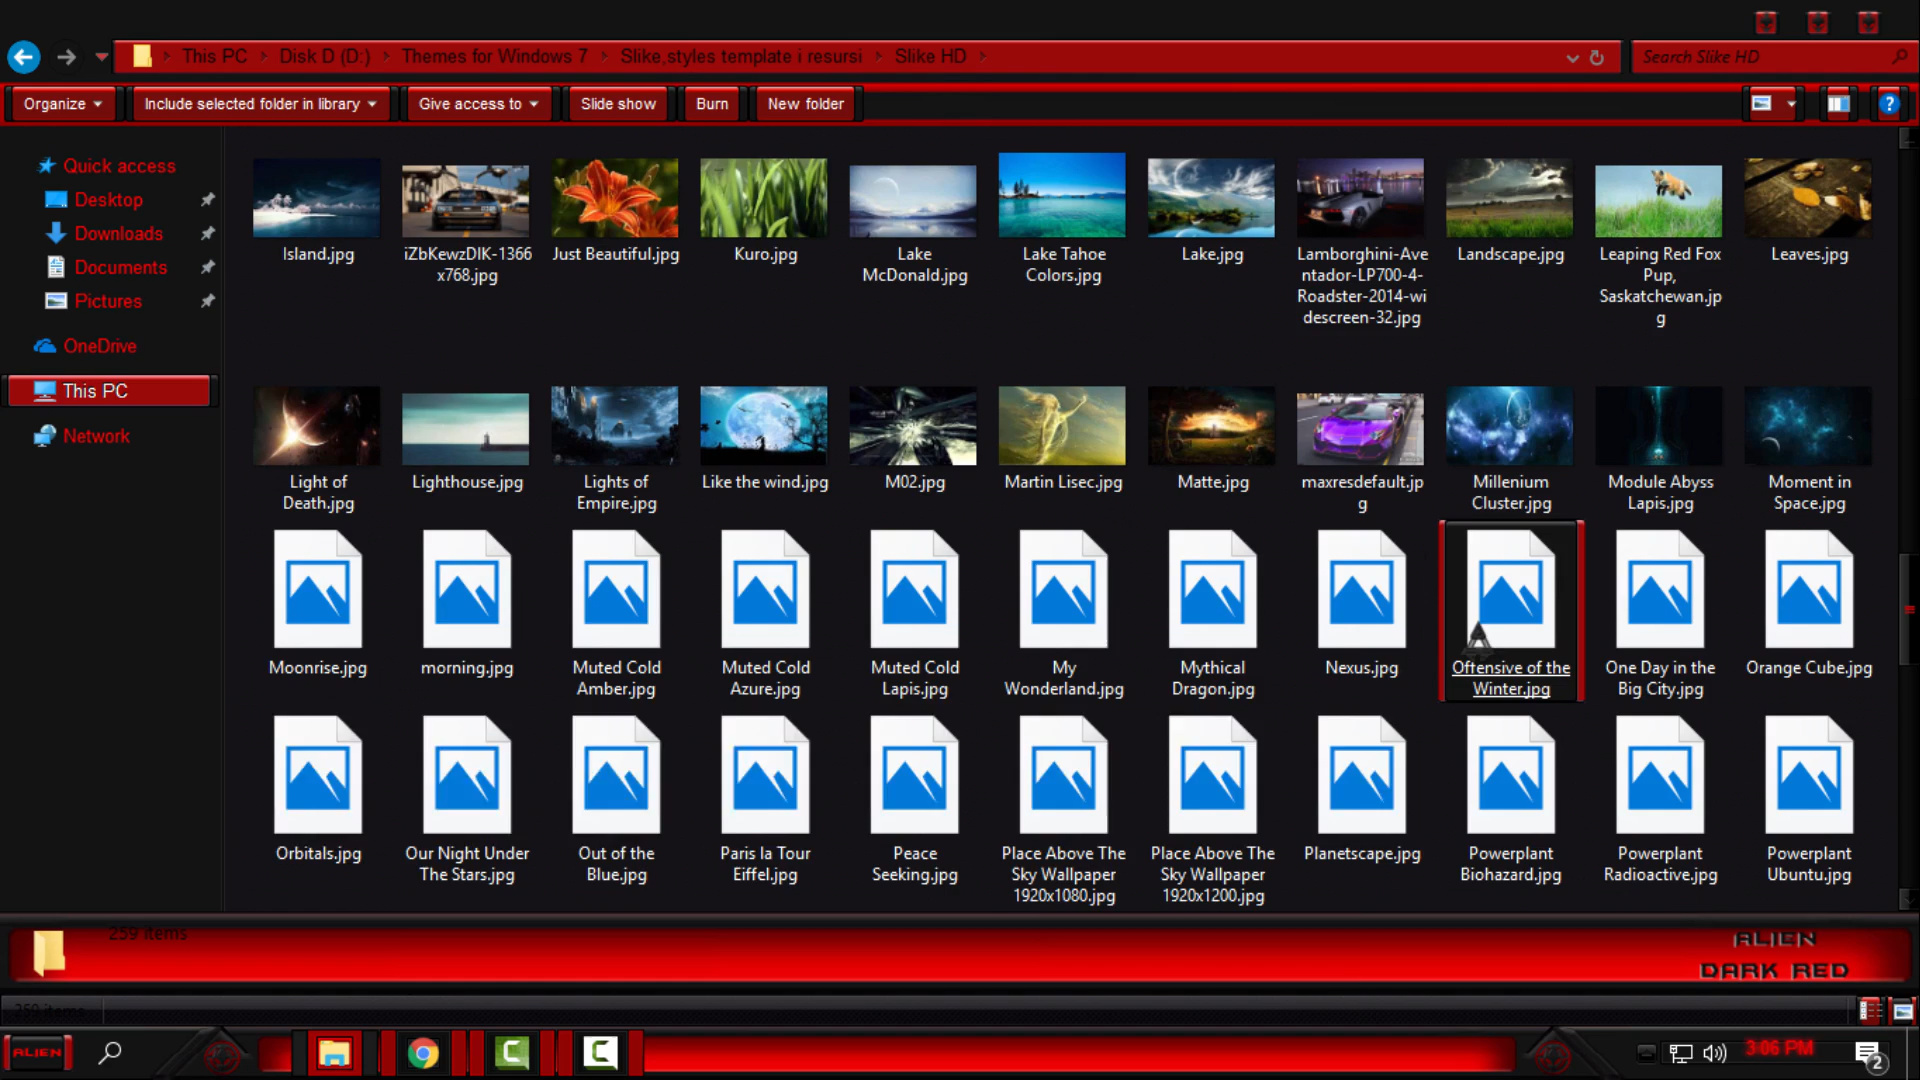 This PC
Disk D (D:)
Themes for Windows 7
Slike,styles template i resursi
Slike HD
Search Slike HD
Organize
Include selected folder in library
Give access to
Slide show
Burn
New folder
Quick access
Desktop
Downloads
Documents
Pictures
OneDrive
This PC
Network
Island.jpg
iZbKewzDIK-1366
x768.jpg
Just Beautiful.jpg
Kuro.jpg
Lake
McDonald.jpg
Lake Tahoe
Colors.jpg
Lake.jpg
Lamborghini-Ave
ntador-LP700-4-
Roadster-2014-wi
descreen-32.jpg
Landscape.jpg
Leaping Red Fox
Pup,
Saskatchewan.jp
g
Leaves.jpg
Light of
Death.jpg
Lighthouse.jpg
Lights of
Empire.jpg
Like the wind.jpg
M02.jpg
Martin Lisec.jpg
Matte.jpg
maxresdefault.jp
g
Millenium
Cluster.jpg
Module Abyss
Lapis.jpg
Moment in
Space.jpg
Moonrise.jpg
morning.jpg
Muted Cold
Amber.jpg
Muted Cold
Azure.jpg
Muted Cold
Lapis.jpg
My
Wonderland.jpg
Mythical
Dragon.jpg
Nexus.jpg
Offensive of the
Winter.jpg
One Day in the
Big City.jpg
Orange Cube.jpg
Orbitals.jpg
Our Night Under
The Stars.jpg
Out of the
Blue.jpg
Paris la Tour
Eiffel.jpg
Peace
Seeking.jpg
Place Above The
Sky Wallpaper
1920x1080.jpg
Place Above The
Sky Wallpaper
1920x1200.jpg
Planetscape.jpg
Powerplant
Biohazard.jpg
Powerplant
Radioactive.jpg
Powerplant
Ubuntu.jpg
259 items
ALIEN
DARK RED
259 items
ALIEN
3:06 PM
2